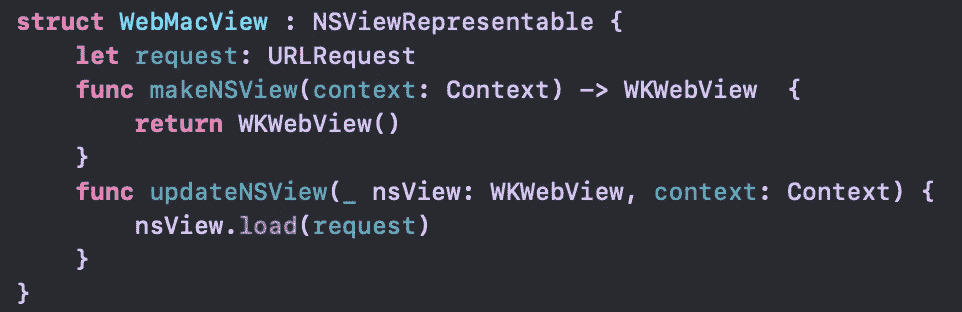 struct WebMacView : NSViewRepresentable {
    let request: URLRequest
    func makeNSView(context: Context) -> WKWebView  {
        return WKWebView()
    }
    func updateNSView(_ nsView: WKWebView, context: Context) {
        nsView.load(request)
    }
}